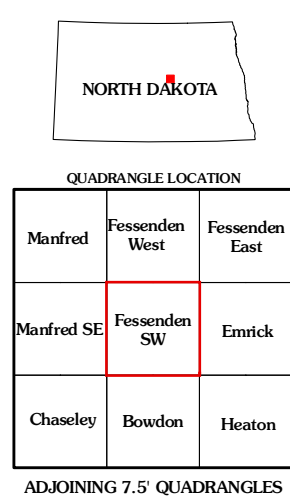 NORTH DAKOTA
QUADRANGLE LOCATION
Manfred
Fessenden
West
Fessenden
East
Manfred SE
Fessenden
SW
Emrick
Chaseley
Bowdon
Heaton
ADJOINING 7.5' QUADRANGLES